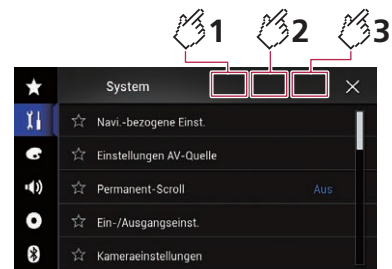 1 2 3
System
Navi.-bezogene Einst.
Einstellungen AV-Quelle
Permanent-Scroll Aus
Ein-/Ausgangseinst.
Kameraeinstellungen